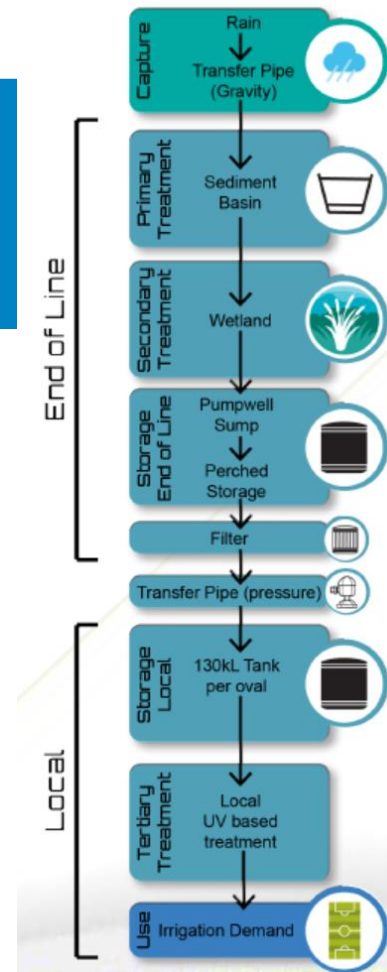 Capture
Rain
Transfer Pipe
(Gravity)
End of Line
Primary
Treatment
Sediment
Basin
Secondary
Treatment
Wetland
Storage
End of Line
Pumpwell
Sump
Perched
Storage
Filter
Transfer Pipe (pressure)
Local
Storage
Local
130kL Tank
per oval
Tertiary
Treatment
Local
UV based
treatment
Use
Irrigation Demand